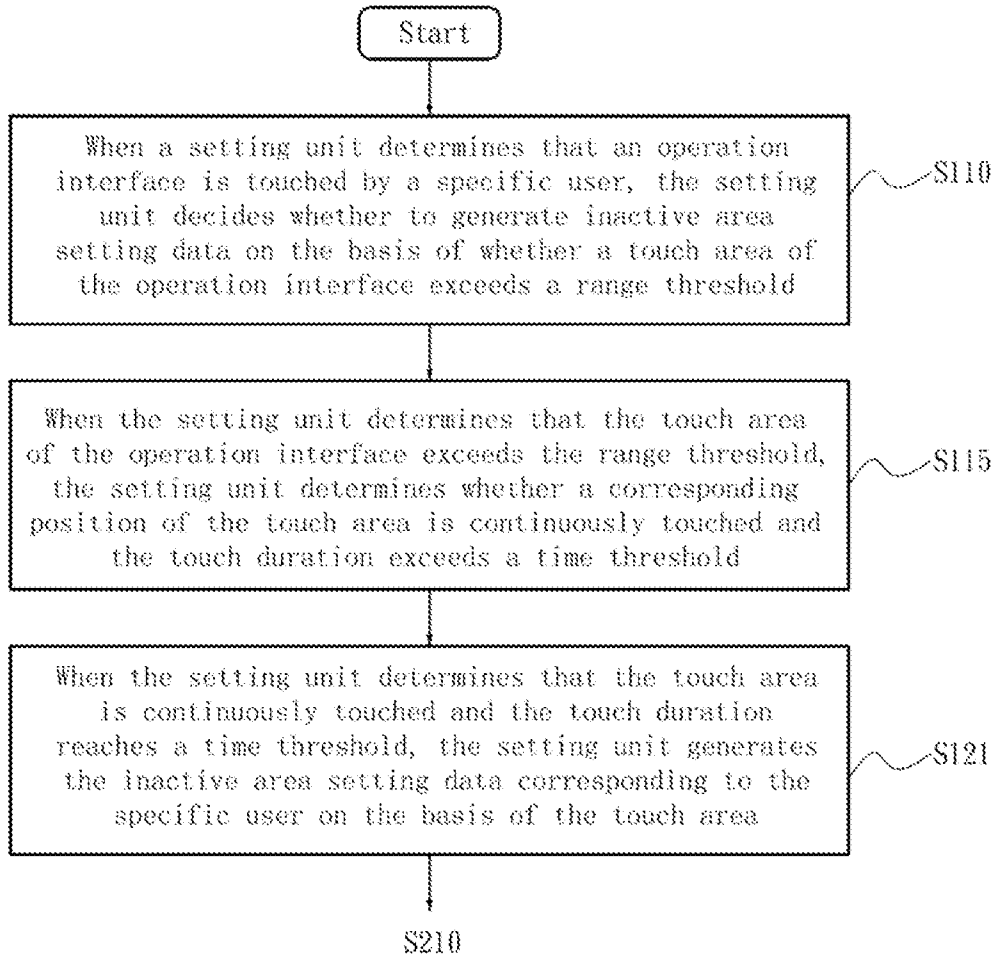 Start
When a setting unit determines that an operation
interface is touched by a specific user, the setting
unit decides whether to generate inactive area
setting data on the basis of whether a touch area of
the operation interface exceeds a range threshold
S110
When the setting unit determines that the touch area
of the operation interface exceeds the range threshold,
the setting unit determines whether a corresponding
position of the touch area is continuously touched and
the touch duration exceeds a time threshold
S115
When the setting unit determines that the touch area
is continuously touched and the touch duration
reaches a time threshold, the setting unit generates
the inactive area setting data corresponding to the
specific user on the basis of the touch area
S121
S210